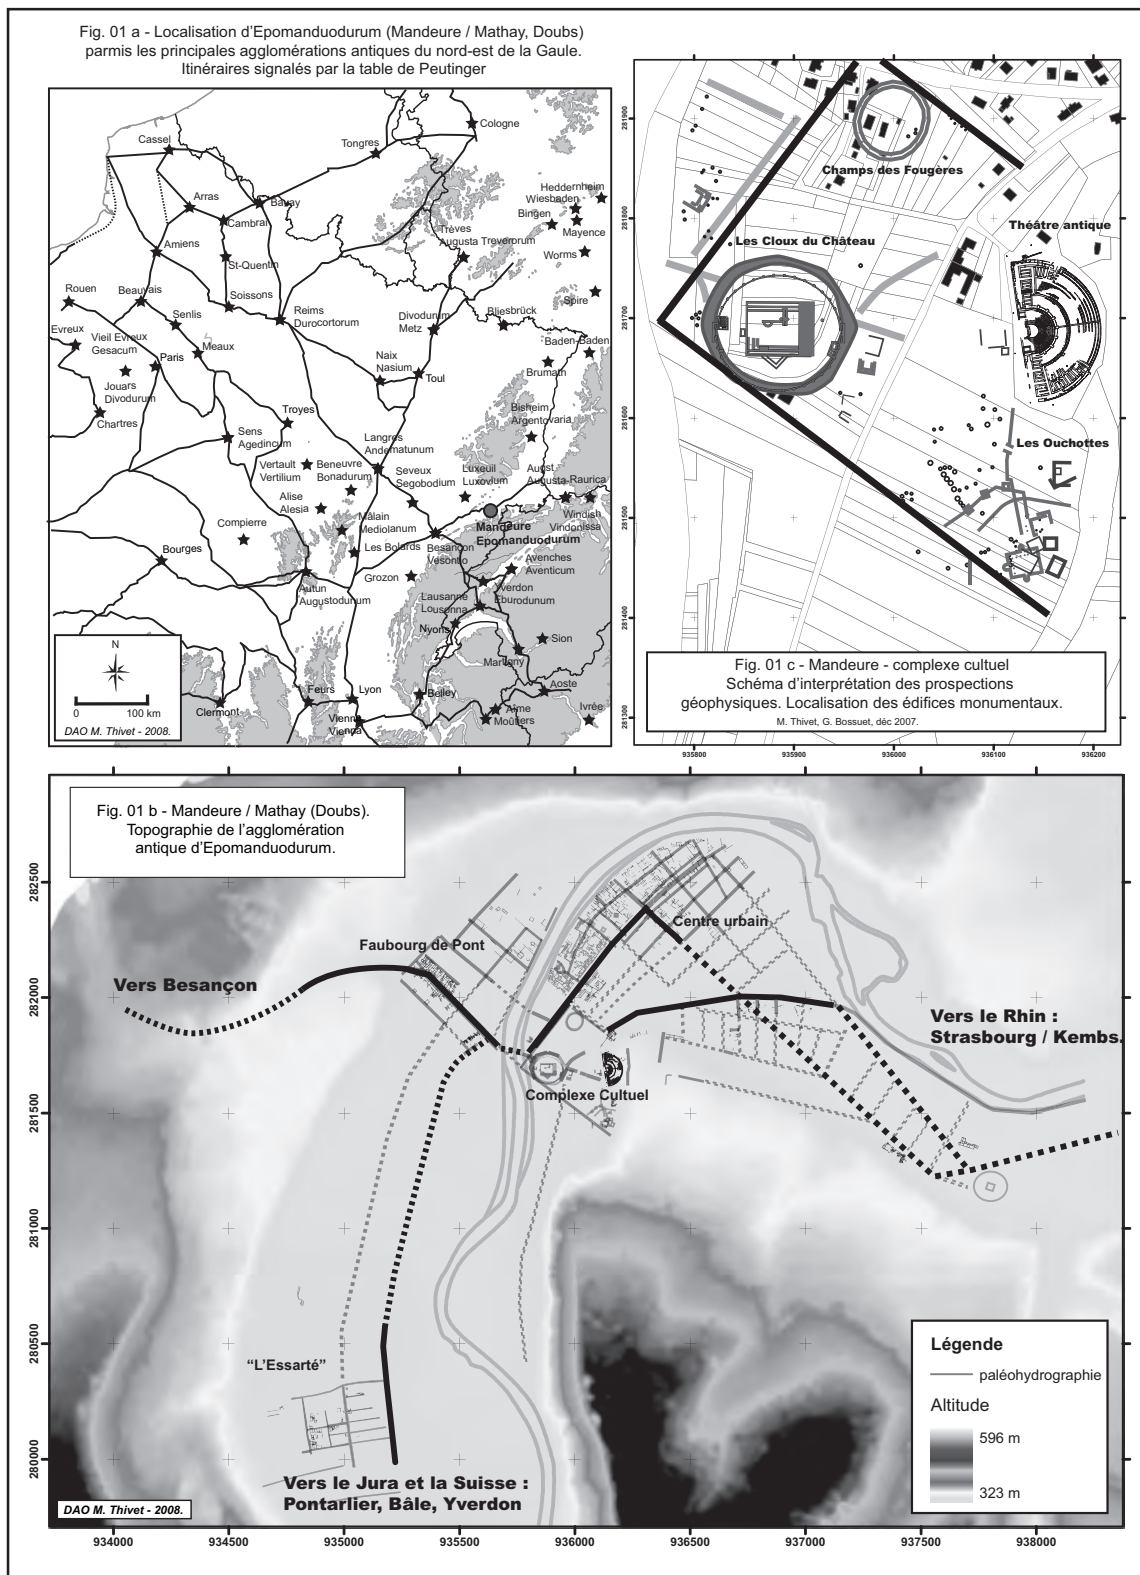 Fig. 01 a - Localisation d'Epomanduodurum (Mandeure / Mathay, Doubs)
parmis les principales agglomérations antiques du nord-est de la Gaule.
Itinéraires signalés par la table de Peutinger
Cologne
Cassel
Tongres
Arras
Bavay
Cambrai
Heddernheim
Wiesbaden
Bingen
Mayence
Trèves
Augusta Treverorum
Amiens
Worms
St-Quentin
Rouen
Beauvais
Soissons
Spire
Senlis
Reims
Durocortorum
Divodurum
Metz
Bliesbrück
Evreux
Vieil Evreux
Gesacum
Meaux
Baden-Baden
Paris
Naix
Nasium
Toul
Brumath
Jouars
Divodurum
Chartres
Troyes
Bisheim
Argentovaria
Sens
Agedincum
Langres
Andematunum
Vertault
Vertilium
Beneuvre
Bonadurum
Seveux
Segobodium
Luxeuil
Luxovium
Augst
Augusta-Raurica
Alise
Alesia
Mâlain
Mediolanum
Windish
Vindonissa
Compierre
Mandeure
Epomanduodurum
Bourges
Les Bolards
Besançon
Vesontio
Avenches
Aventicum
Grozon
Autun
Augustodunum
Yverdon
Eburodunum
Lausanne
Lousonna
Nyons
Sion
Martigny
N
Feurs
Lyon
Belley
Aoste
0 100 km
Clermont
Vienne
Vienna
Aime
Moûtiers
Ivrée
DAO M. Thivet - 2008.
281900
281800
281700
281600
281500
281400
281300
Champs des Fougères
Théâtre antique
Les Cloux du Château
Les Ouchottes
Fig. 01 c - Mandeure - complexe cultuel
Schéma d'interprétation des prospections
géophysiques. Localisation des édifices monumentaux.
M. Thivet, G. Bossuet, déc 2007.
935800 935900 936000 936100 936200
Fig. 01 b - Mandeure / Mathay (Doubs).
Topographie de l'agglomération
antique d'Epomanduodurum.
282500
282000
281500
281000
280500
280000
Centre urbain
Faubourg de Pont
Vers Besançon
Vers le Rhin :
Strasbourg / Kembs.
Complexe Cultuel
"L'Essarté"
Légende
paléohydrographie
Altitude
596 m
323 m
Vers le Jura et la Suisse :
Pontarlier, Bâle, Yverdon
DAO M. Thivet - 2008.
934000 934500 935000 935500 936000 936500 937000 937500 938000